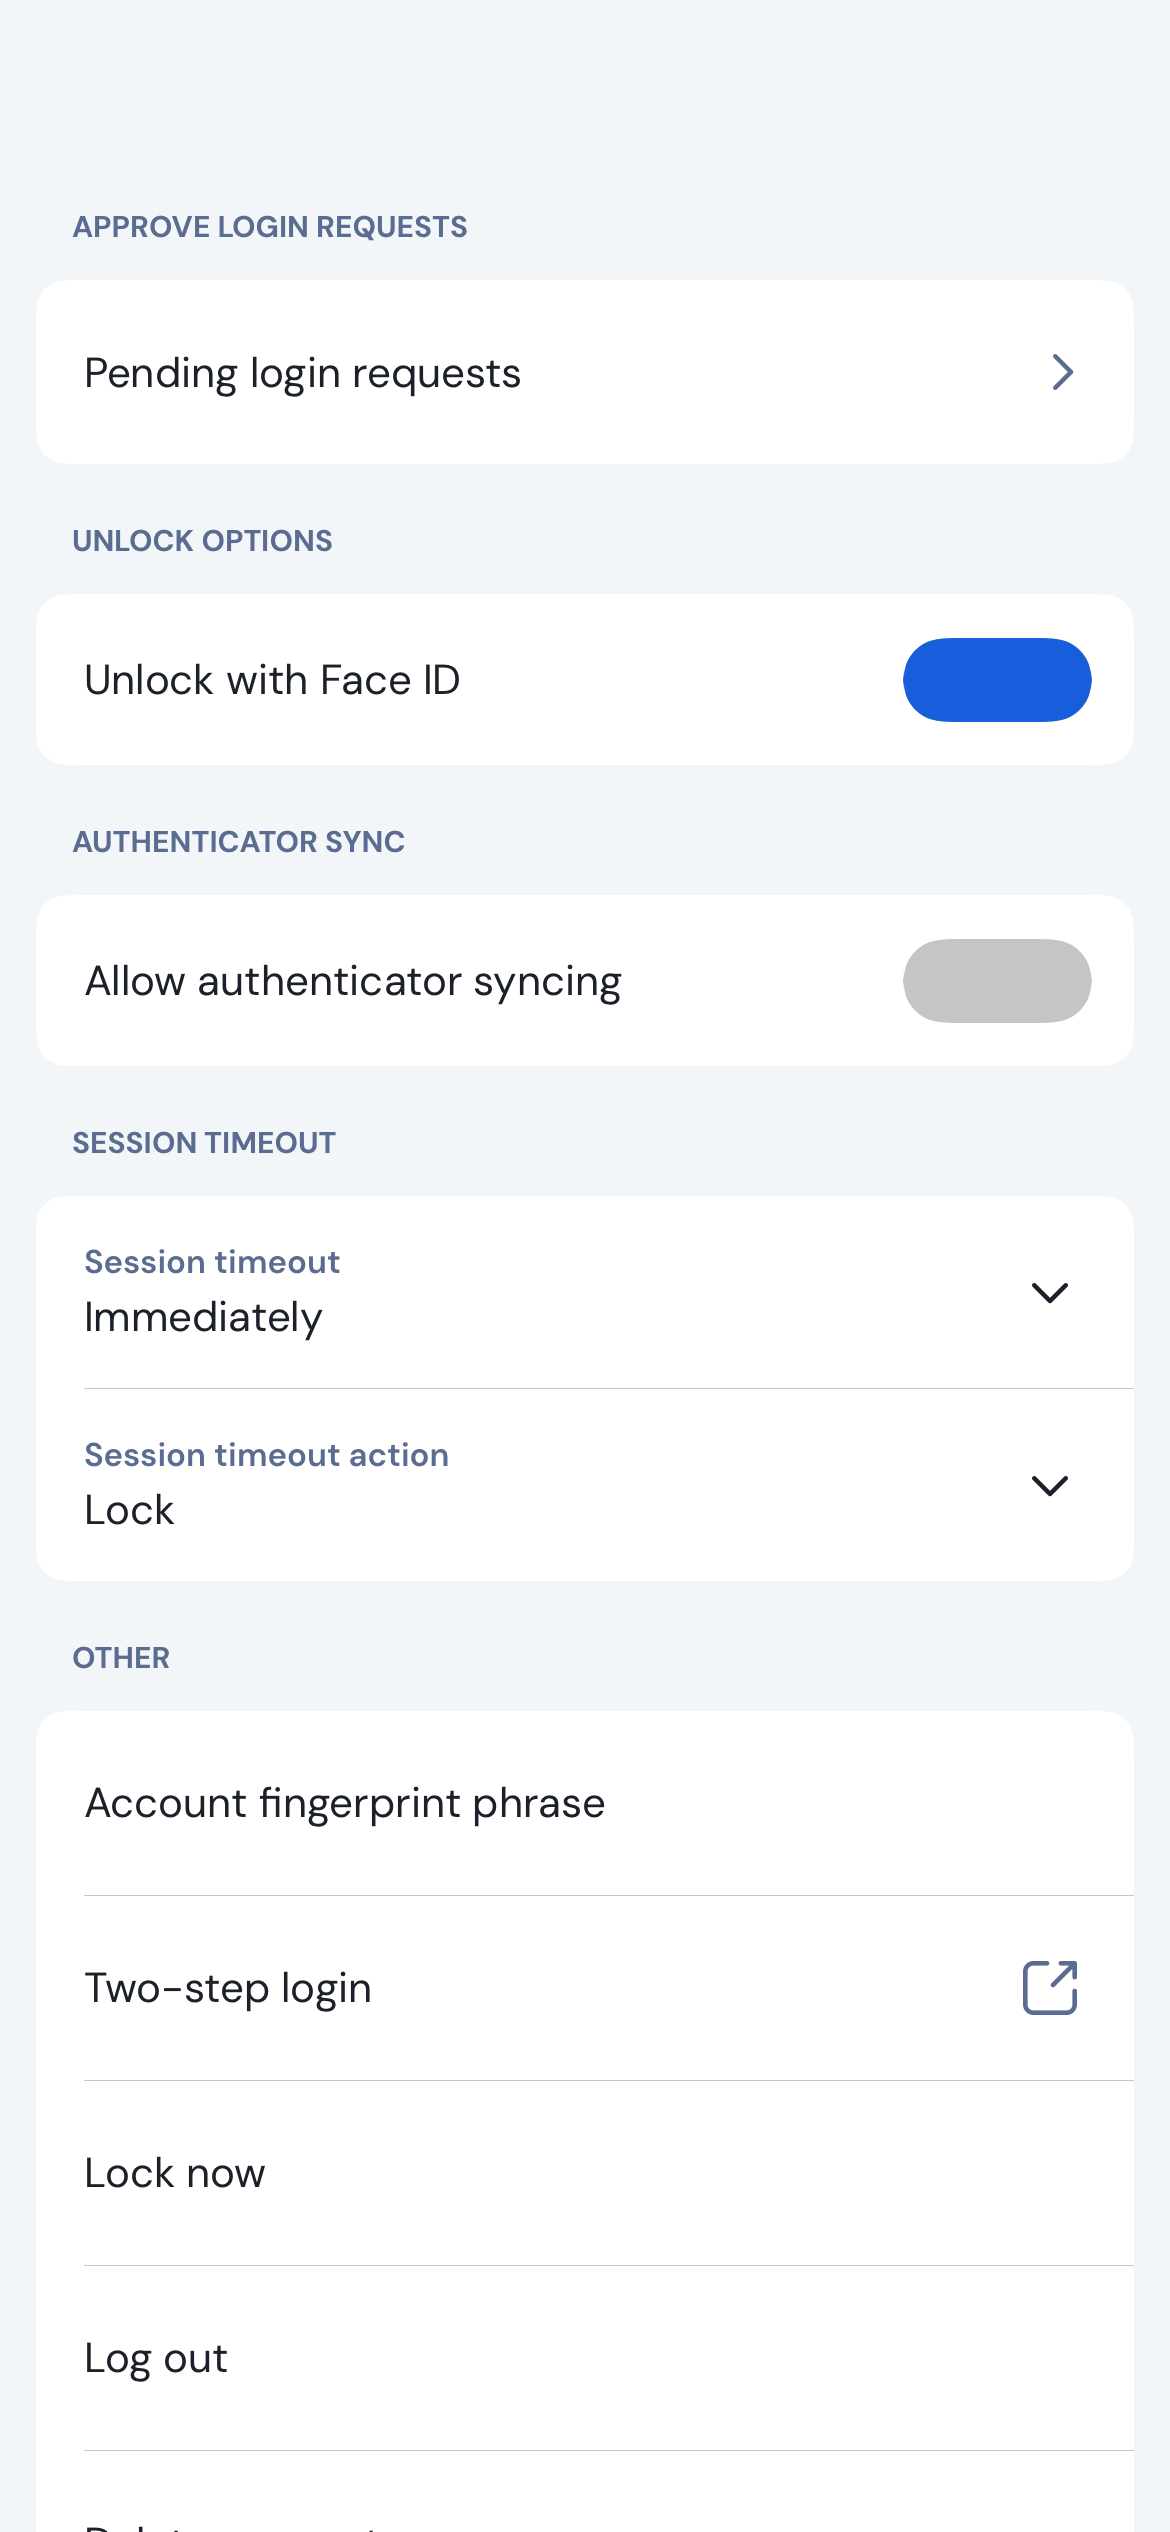 APPROVE LOGIN REQUESTS
Pending login requests
UNLOCK OPTIONS
Unlock with Face ID
AUTHENTICATOR SYNC
Allow authenticator syncing
SESSION TIMEOUT
Session timeout
Immediately
Session timeout action
Lock
OTHER
Account fingerprint phrase
Two-step login
Lock now
Log out